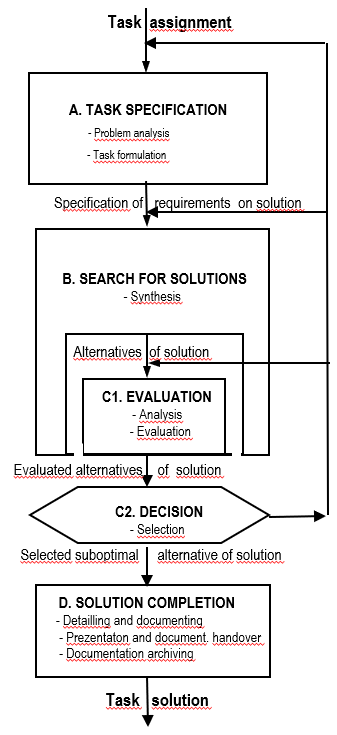 Task assignment
A. TASK SPECIFICATION
- Problem analysis
- Task formulation
Specification of requirements on solution
B. SEARCH FOR SOLUTIONS
- Synthesis
Alternatives of solution
C1. EVALUATION
- Analysis
- Evaluation
Evaluated alternatives of solution
C2. DECISION
- Selection
Selected suboptimal alternative of solution
D. SOLUTION COMPLETION
- Detailling and documenting
- Prezentaton and document. handover
- Documentation archiving
Task solution